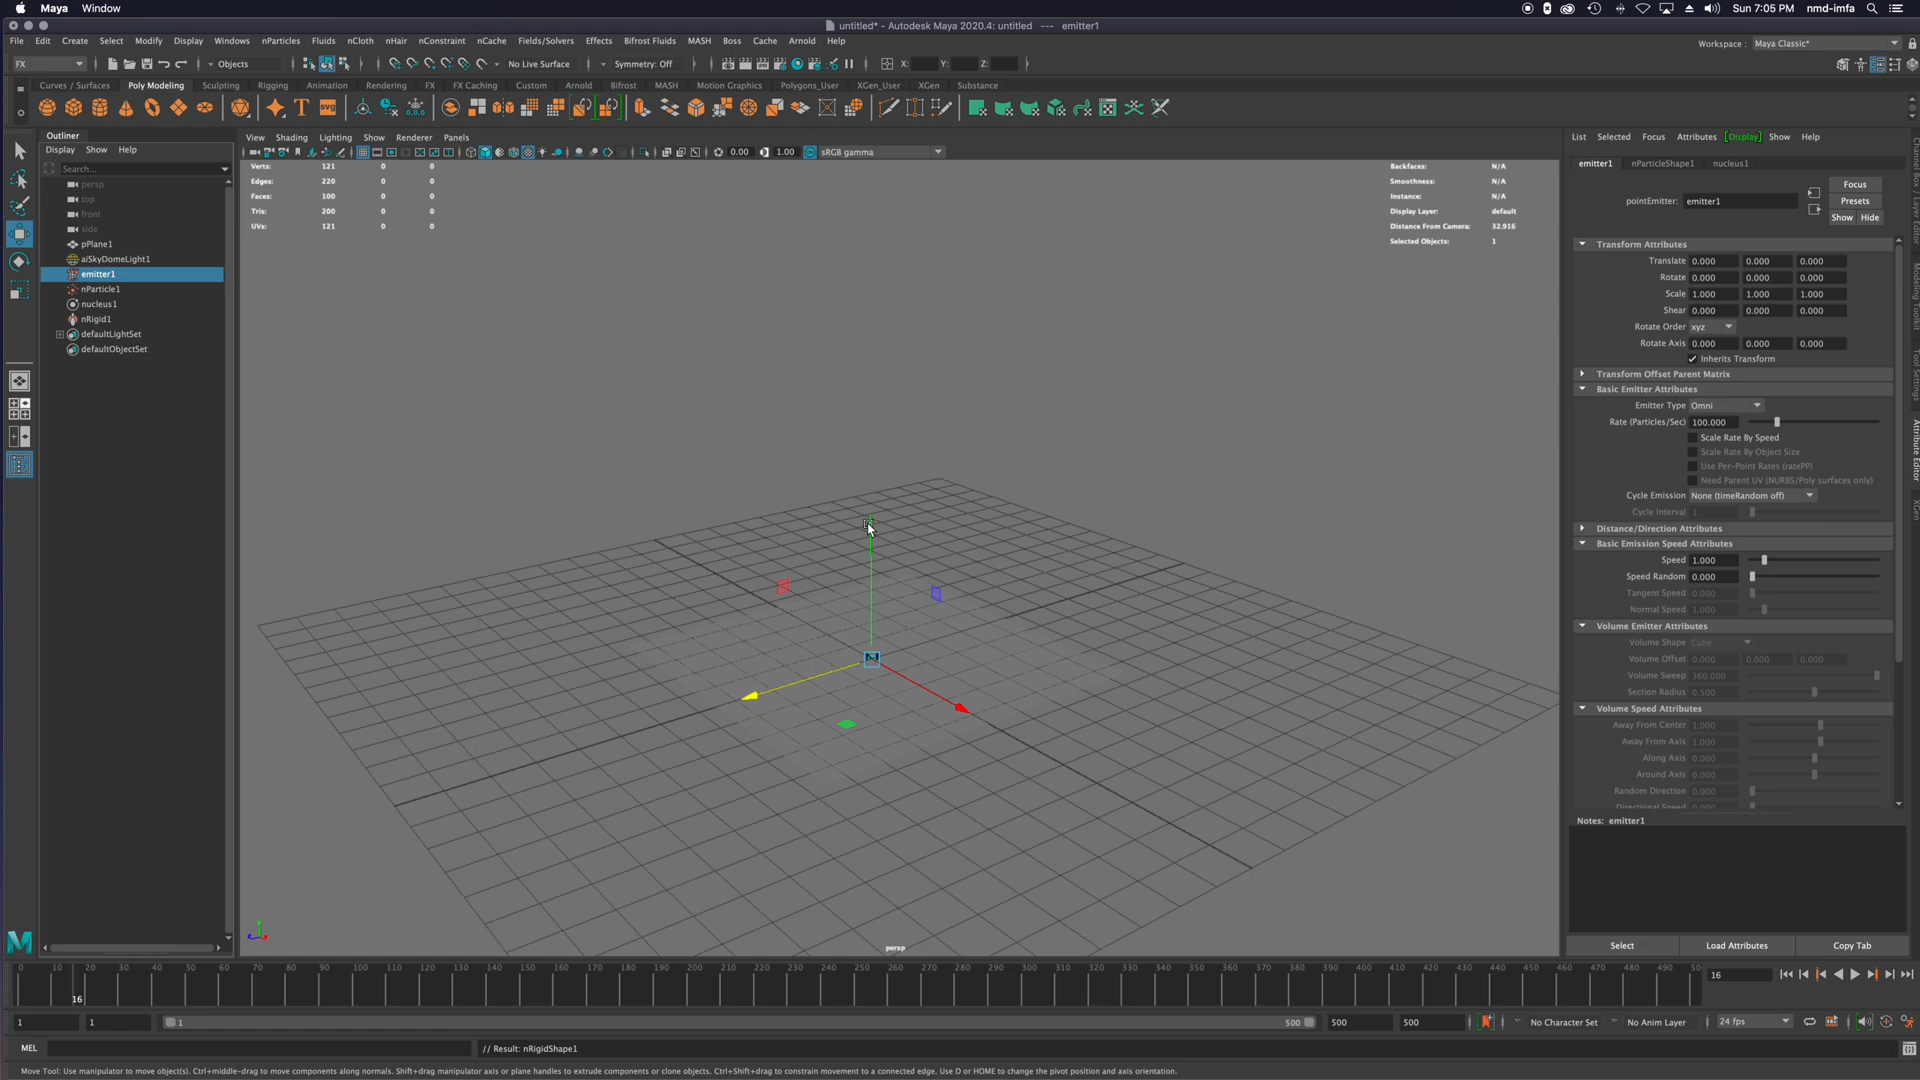 Maya Window
Sun 7:05 PM nmd-imfa
untitled* - Autodesk Maya 2020.4: untitled --- emitter1
File Edit Create Select Modify Display Windows nParticles Fluids nCloth nHair nConstraint nCache Fields/Solvers Effects Bifrost Fluids MASH Boss Cache Arnold Help
Workspace : Maya Classic*
FX Objects No Live Surface Symmetry: Off X: Y: Z:
Curves / Surfaces Poly Modeling Sculpting Rigging Animation Rendering FX FX Caching Custom Arnold Bifrost MASH Motion Graphics Polygons_User XGen_User XGen Substance
Outliner
Display Show Help
Search...
persp
top
front
side
pPlane1
aiSkyDomeLight1
emitter1
nParticle1
nucleus1
nRigid1
defaultLightSet
defaultObjectSet
View Shading Lighting Show Renderer Panels
0.00 1.00 sRGB gamma
Verts: 121 0 0
Edges: 220 0 0
Faces: 100 0 0
Tris: 200 0 0
UVs: 121 0 0
Backfaces: N/A
Smoothness: N/A
Instance: N/A
Display Layer: default
Distance From Camera: 32.916
Selected Objects: 1
persp
List Selected Focus Attributes [Display] Show Help
emitter1 nParticleShape1 nucleus1
Focus
pointEmitter: emitter1 Presets
Show Hide
Transform Attributes
Translate 0.000 0.000 0.000
Rotate 0.000 0.000 0.000
Scale 1.000 1.000 1.000
Shear 0.000 0.000 0.000
Rotate Order xyz
Rotate Axis 0.000 0.000 0.000
Inherits Transform
Transform Offset Parent Matrix
Basic Emitter Attributes
Emitter Type Omni
Rate (Particles/Sec) 100.000
Scale Rate By Speed
Scale Rate By Object Size
Use Per-Point Rates (ratePP)
Need Parent UV (NURBS/Poly surfaces only)
Cycle Emission None (timeRandom off)
Cycle Interval 1
Distance/Direction Attributes
Basic Emission Speed Attributes
Speed 1.000
Speed Random 0.000
Tangent Speed 0.000
Normal Speed 1.000
Volume Emitter Attributes
Volume Shape Cube
Volume Offset 0.000 0.000 0.000
Volume Sweep 360.000
Section Radius 0.500
Volume Speed Attributes
Away From Center 1.000
Away From Axis 1.000
Along Axis 0.000
Around Axis 0.000
Random Direction 0.000
Directional Speed 0.000
Notes: emitter1
Select Load Attributes Copy Tab
Channel Box / Layer Editor
Modeling Toolkit
Tool Settings
Attribute Editor
XGen
0 10 20 30 40 50 60 70 80 90 100 110 120 130 140 150 160 170 180 190 200 210 220 230 240 250 260 270 280 290 300 310 320 330 340 350 360 370 380 390 400 410 420 430 440 450 460 470 480 490 50
16
16
1 1 1 500 500 500 No Character Set No Anim Layer 24 fps
MEL // Result: nRigidShape1
Move Tool: Use manipulator to move object(s). Ctrl+middle-drag to move components along normals. Shift+drag manipulator axis or plane handles to extrude components or clone objects. Ctrl+Shift+drag to constrain movement to a connected edge. Use D or HOME to change the pivot position and axis orientation.